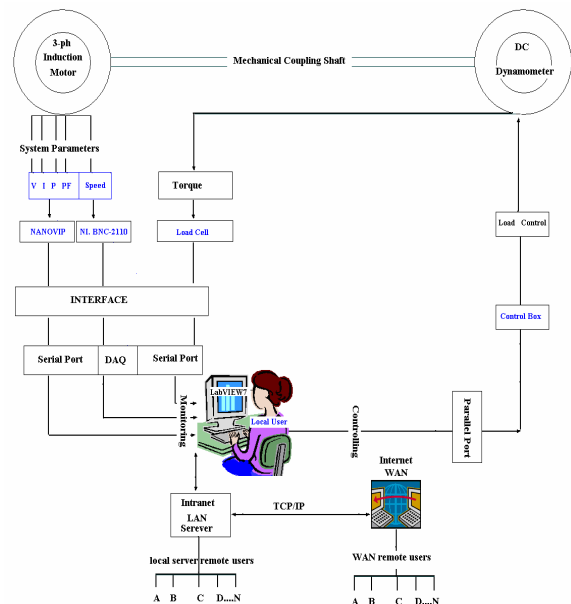 3-ph
Induction
Motor
Mechanical Coupling Shaft
DC
Dynamometer
System Parameters
V I P PF
Speed
Torque
NANOVIP
NI. BNC-2110
Load Cell
Load Control
INTERFACE
Control Box
Serial Port
DAQ
Serial Port
LabVIEW7
Local User
Monitoring
Controlling
Parallel Port
Internet
WAN
Intranet
LAN
Serever
TCP/IP
local server remote users
WAN remote users
A B C D....N
A B C D....N